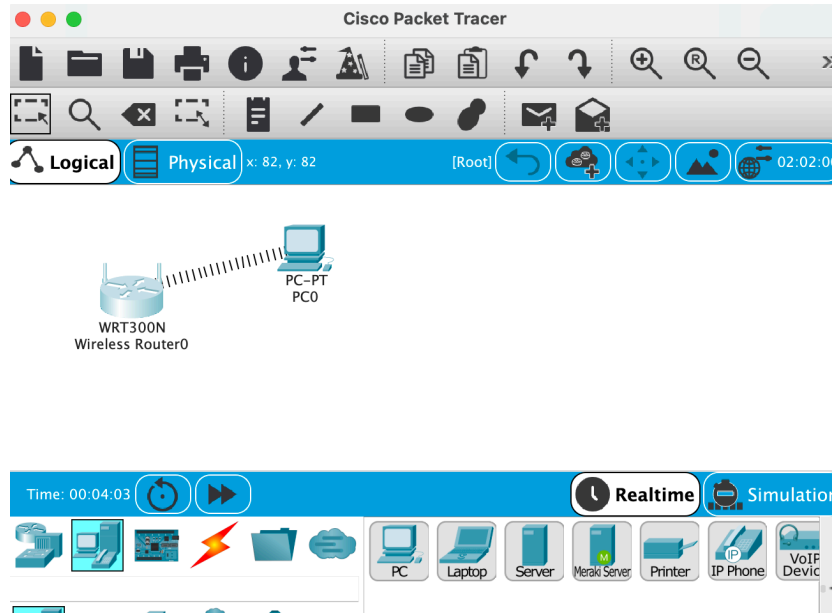 Cisco Packet Tracer
Logical
Physical
x: 82, y: 82
[Root]
02:02:00
PC-PT
PC0
WRT300N
Wireless Router0
Time: 00:04:03
Realtime
Simulation
PC
Laptop
Server
Meraki Server
Printer
IP Phone
VoIP
Devic